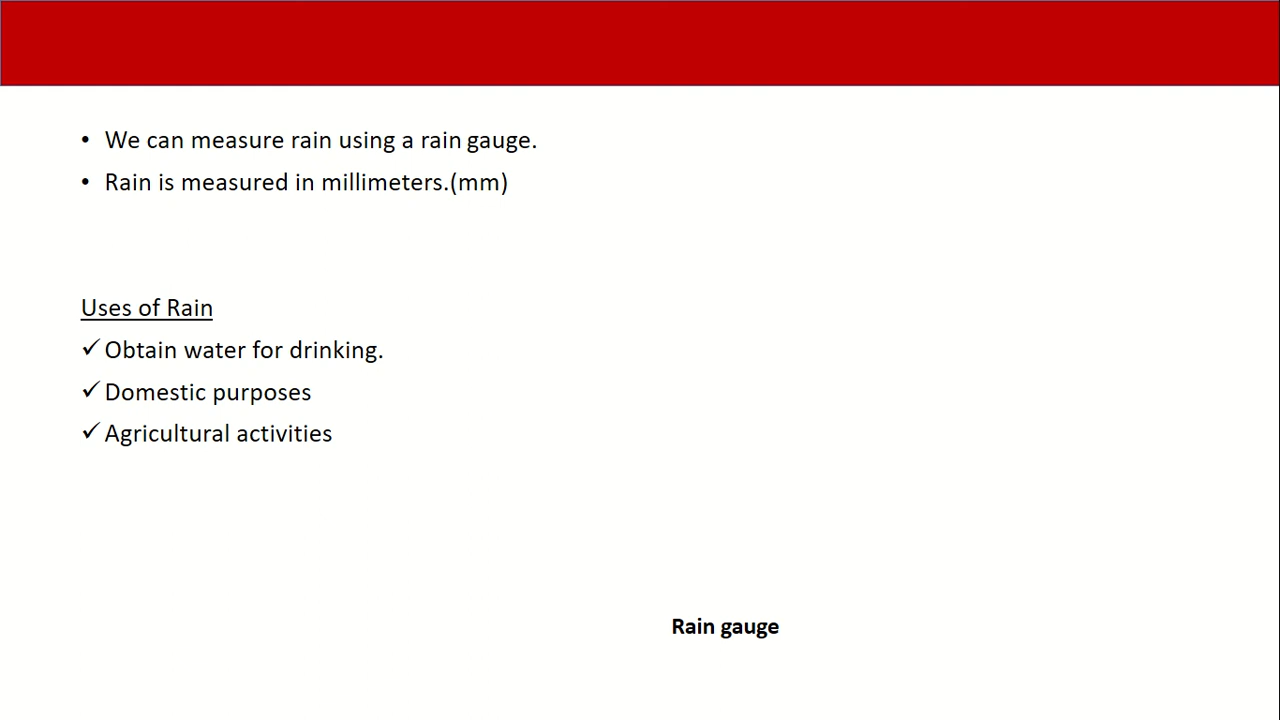 • We can measure rain using a rain gauge.
• Rain is measured in millimeters.(mm)
Uses of Rain
✓ Obtain water for drinking.
✓ Domestic purposes
✓ Agricultural activities
Rain gauge